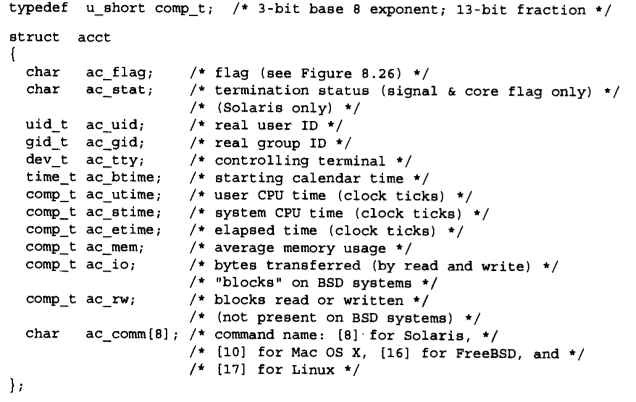 typedef u_short comp_t; /* 3-bit base 8 exponent; 13-bit fraction */
struct acct
{
char ac_flag; /* flag (see Figure 8.26) */
char ac_stat; /* termination status (signal & core flag only) */
/* (Solaris only) */
uid_t ac_uid; /* real user ID */
gid_t ac_gid; /* real group ID */
dev_t ac_tty; /* controlling terminal */
time_t ac_btime; /* starting calendar time */
comp_t ac_utime; /* user CPU time (clock ticks) */
comp_t ac_stime; /* system CPU time (clock ticks) */
comp_t ac_etime; /* elapsed time (clock ticks) */
comp_t ac_mem; /* average memory usage */
comp_t ac_io; /* bytes transferred (by read and write) */
/* "blocks" on BSD systems */
comp_t ac_rw; /* blocks read or written */
/* (not present on BSD systems) */
char ac_comm[8]; /* command name: [8] for Solaris, */
/* [10] for Mac OS X, [16] for FreeBSD, and */
/* [17] for Linux */
};